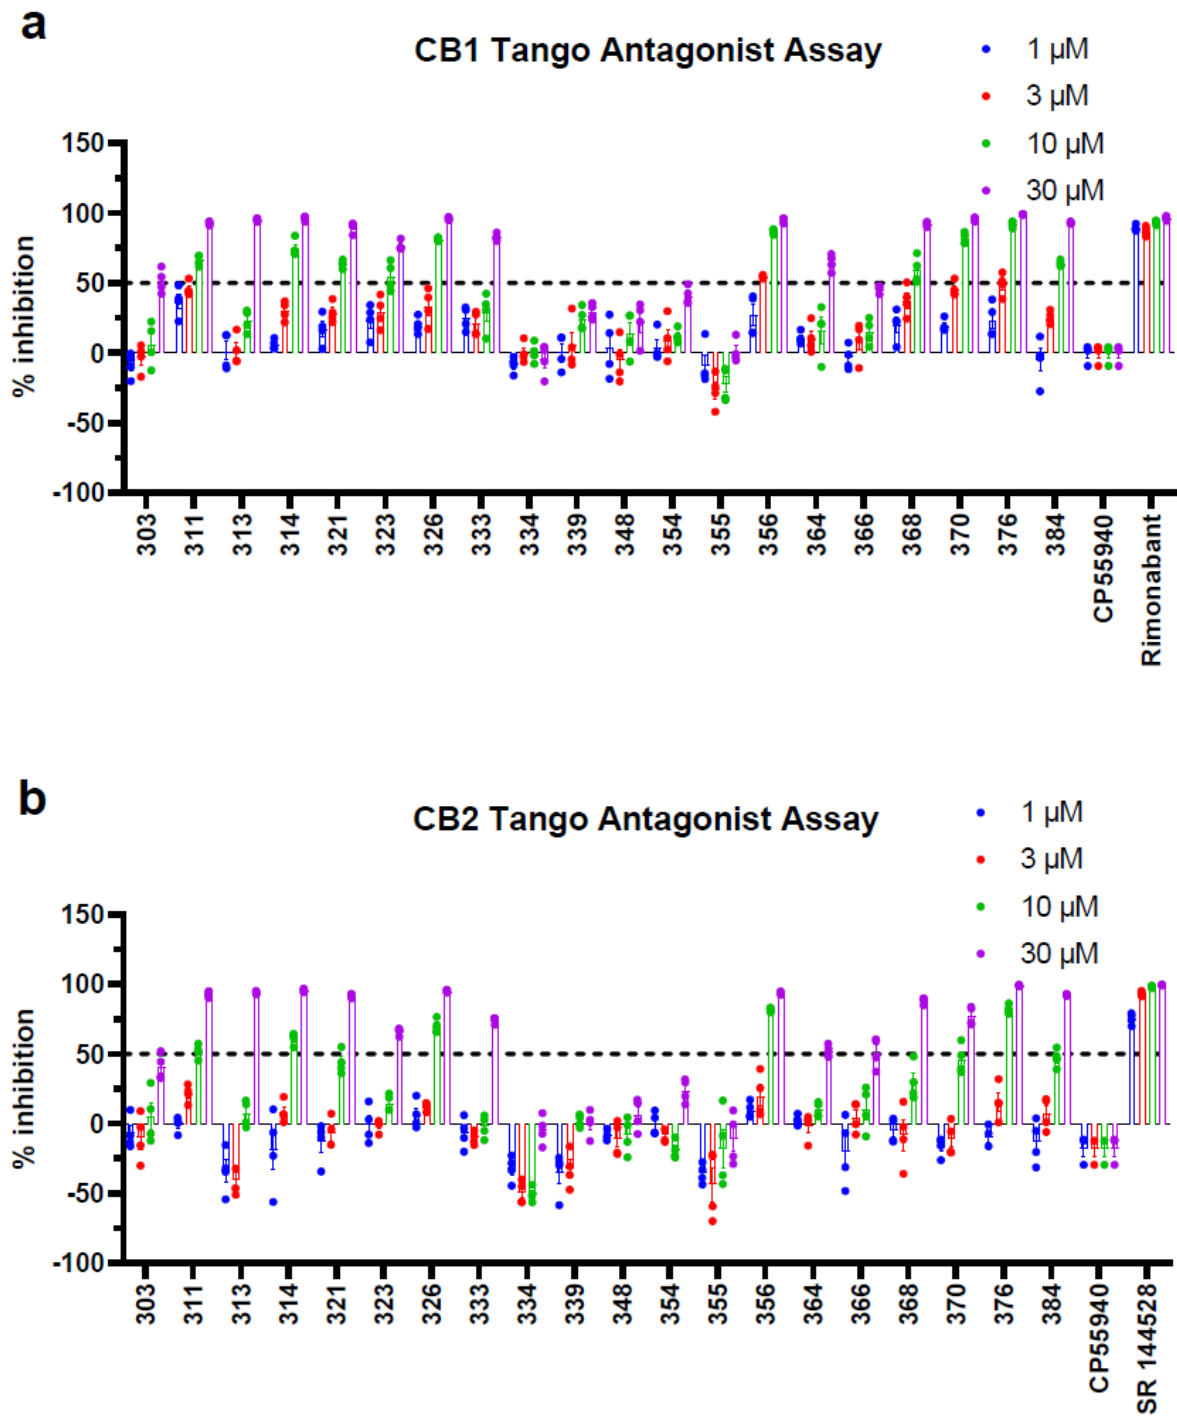 a
CB1 Tango Antagonist Assay
1 µM
3 µM
10 µM
30 µM
% inhibition
150
100
50
0
-50
-100
303
311
313
314
321
323
326
333
334
339
348
354
355
356
364
366
368
370
376
384
CP55940
Rimonabant
b
CB2 Tango Antagonist Assay
1 µM
3 µM
10 µM
30 µM
% inhibition
150
100
50
0
-50
-100
303
311
313
314
321
323
326
333
334
339
348
354
355
356
364
366
368
370
376
384
CP55940
SR 144528